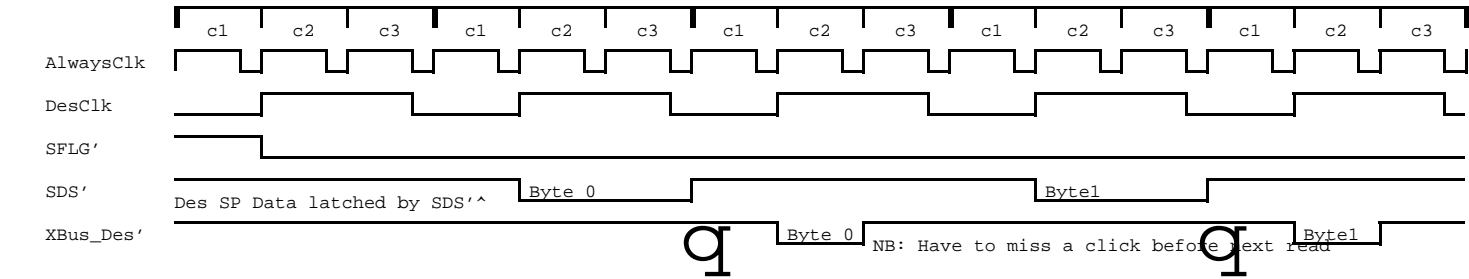 c1 c2 c3 c1 c2 c3 c1 c2 c3 c1 c2 c3 c1 c2 c3
AlwaysClk
DesClk
SFLG′
SDS′ Byte 0 Byte1
Des SP Data latched by SDS′^
XBus_Des′ q Byte 0 q Byte1
NB: Have to miss a click before next read